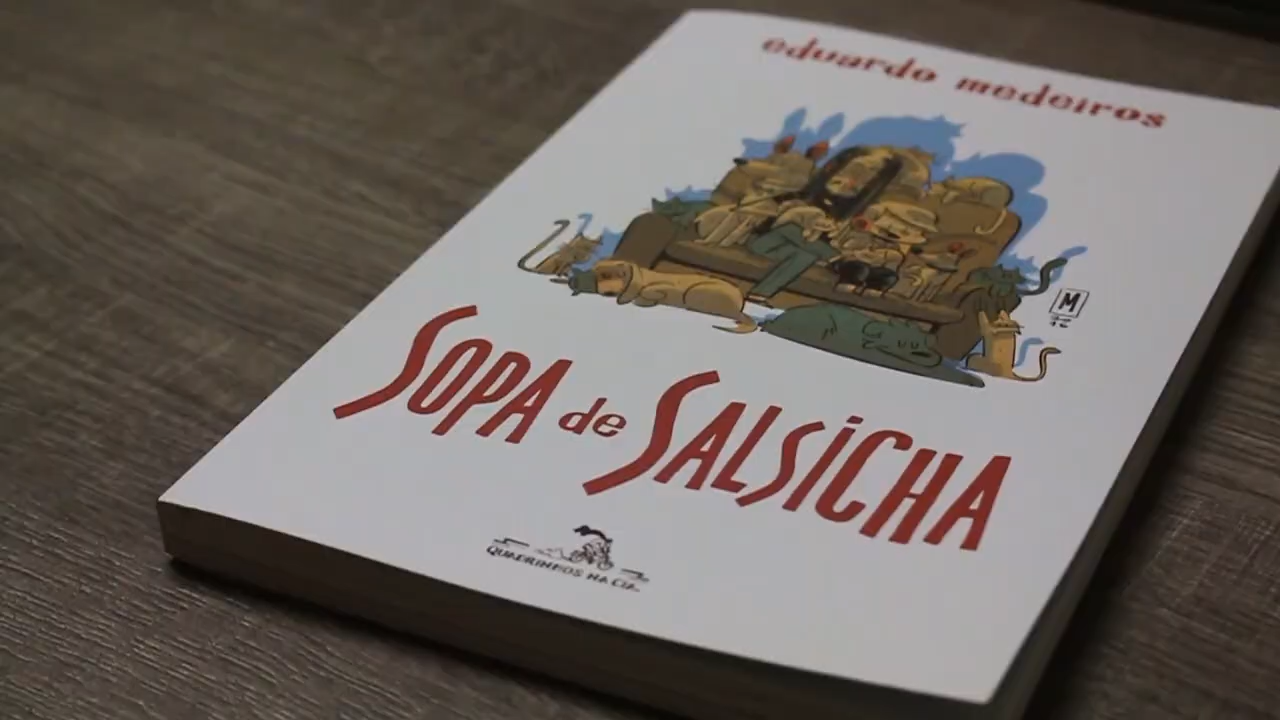 eduardo medeiros
M
SOPA de SALSICHA
QUADRINHOS NA CIA.